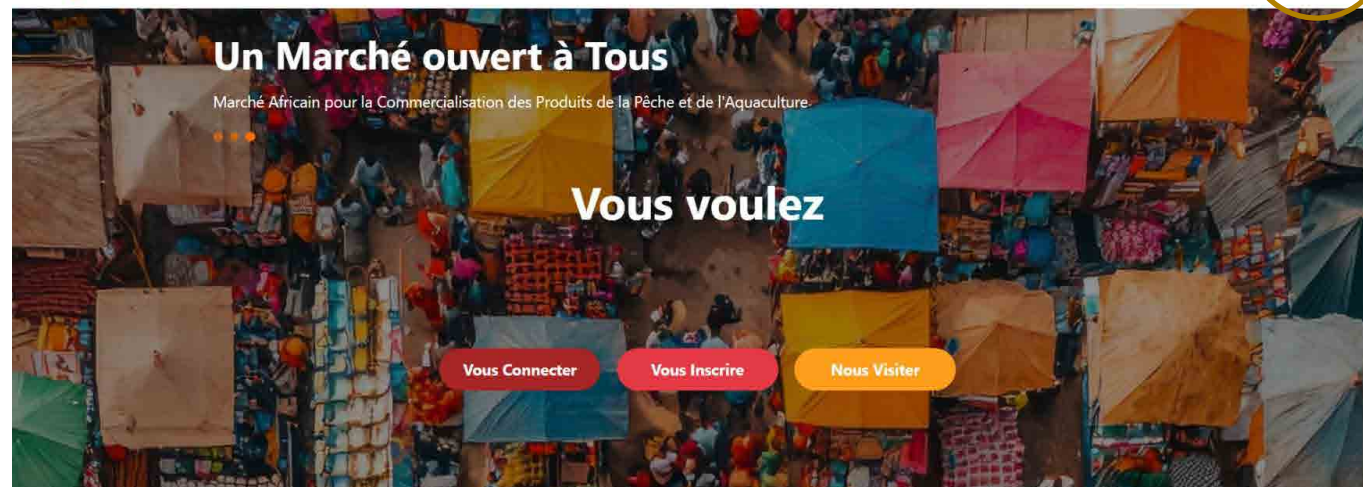 Un Marché ouvert à Tous
Marché Africain pour la Commercialisation des Produits de la Pêche et de l'Aquaculture
Vous voulez
Vous Connecter
Vous Inscrire
Nous Visiter